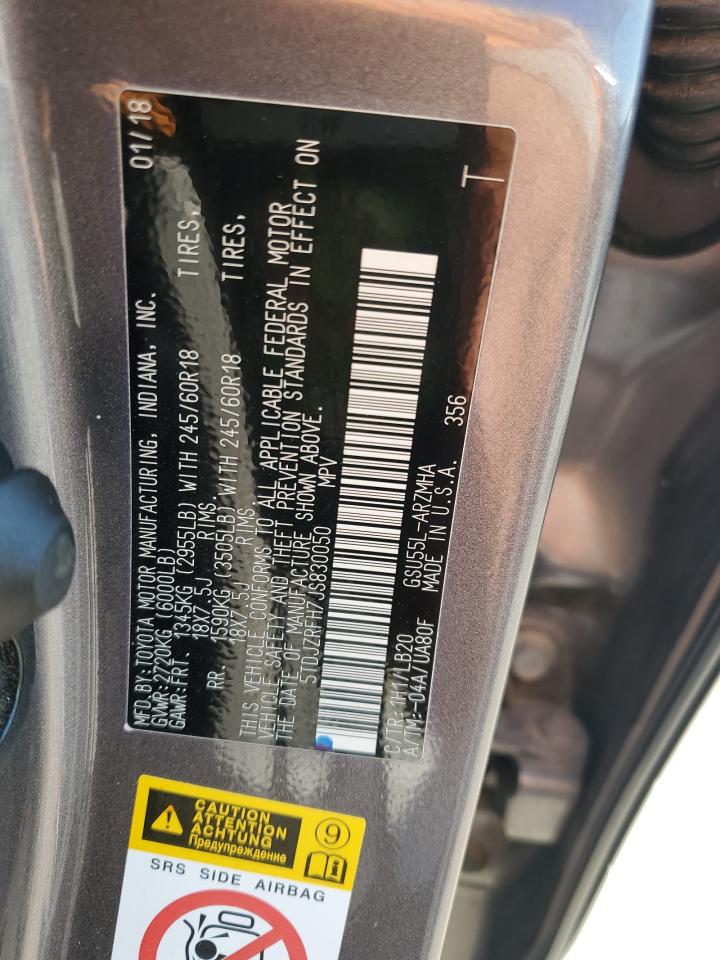 MFD.BY:TOYOTA MOTOR MANUFACTURING, INDIANA, INC. 01/18
GVWR:2720KG (6000LB)
GAWR:FRT. 1345KG (2955LB) WITH 245/60R18 TIRES,
18X7.5J RIMS
RR. 1590KG (3505LB) WITH 245/60R18 TIRES,
18X7.5J RIMS.
THIS VEHICLE CONFORMS TO ALL APPLICABLE FEDERAL MOTOR
VEHICLE SAFETY AND THEFT PREVENTION STANDARDS IN EFFECT ON
THE DATE OF MANUFACTURE SHOWN ABOVE.
5TDJZRFH7JS830050 MPV
C/TR:1H1/LB20 GSU55L-ARZMHA T
A/TM:-04A/UA80F MADE IN U.S.A. 356
CAUTION
ATTENTION
ACHTUNG
Предупреждение
9
SRS SIDE AIRBAG